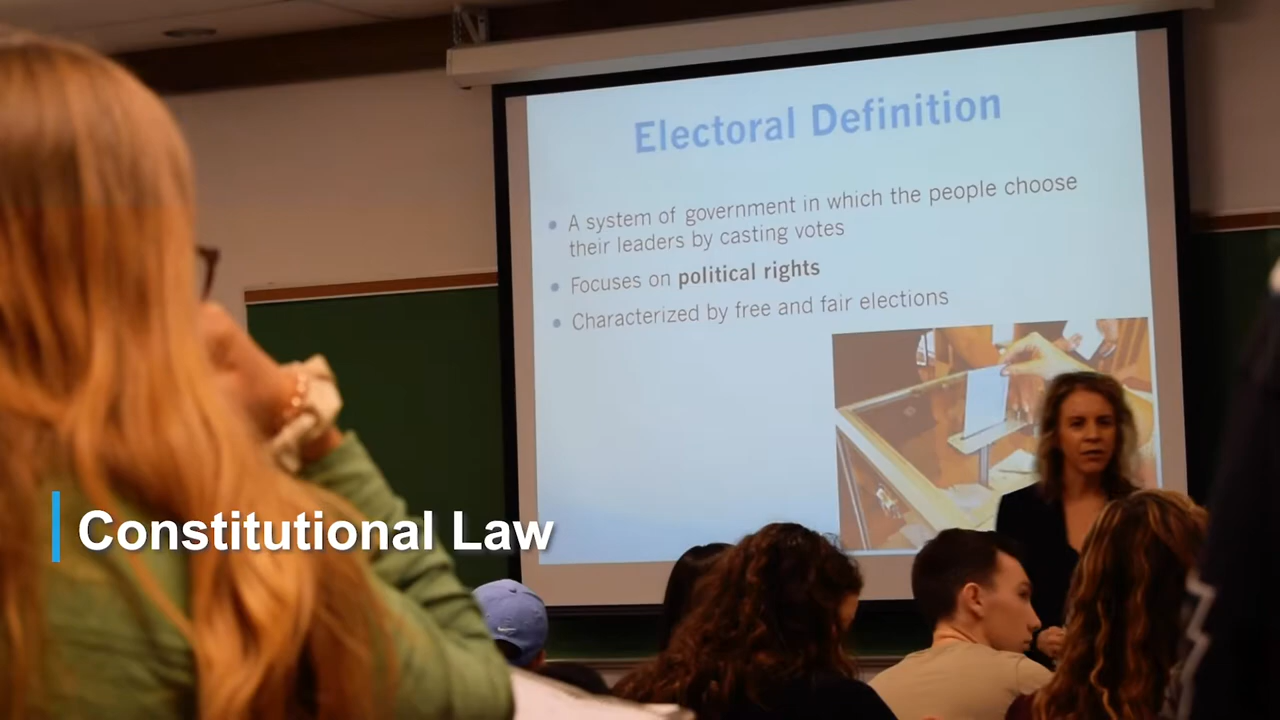 Electoral Definition
A system of government in which the people choose
their leaders by casting votes
Focuses on political rights
Characterized by free and fair elections
Constitutional Law